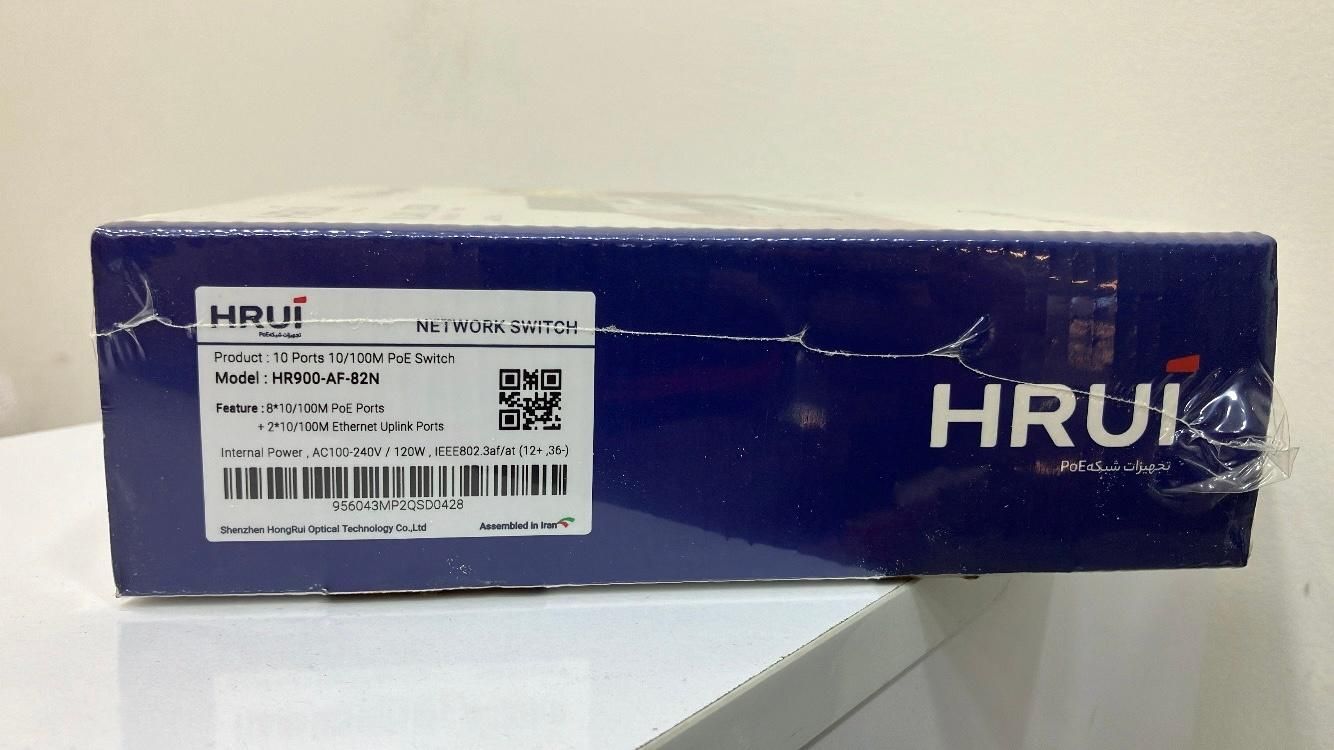 HRUI
تجهیزات شبکه PoE
NETWORK SWITCH
Product : 10 Ports 10/100M PoE Switch
Model : HR900-AF-82N
Feature : 8*10/100M PoE Ports
+ 2*10/100M Ethernet Uplink Ports
Internal Power , AC100-240V / 120W , IEEE802.3af/at (12+ ,36-)
956043MP2QSD0428
Shenzhen HongRui Optical Technology Co.,Ltd
Assembled in Iran
HRUI
تجهیزات شبکه PoE